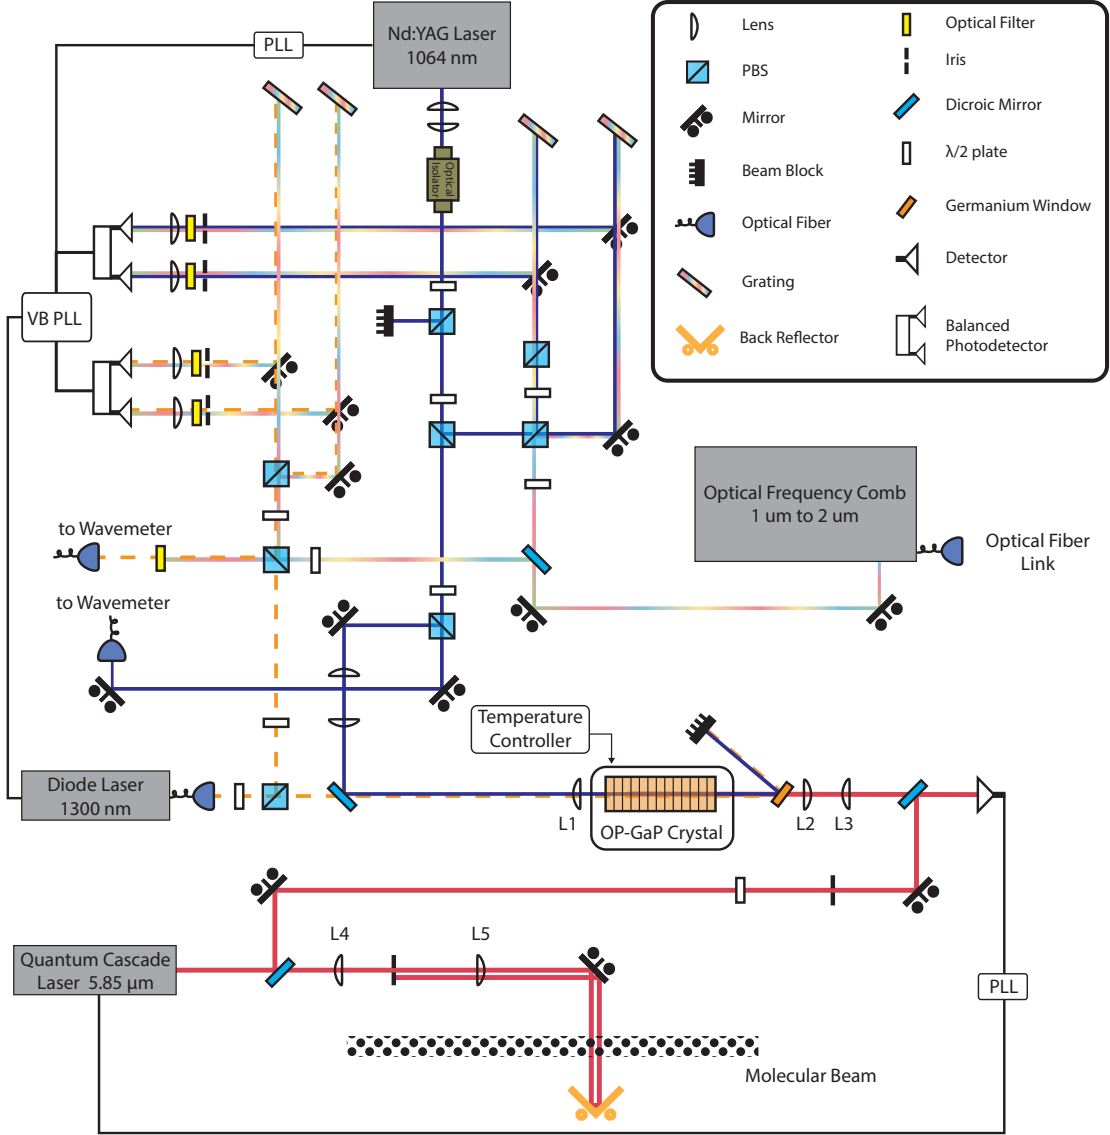 Nd:YAG Laser
1064 nm
PLL
Optical
Isolator
Lens
PBS
Mirror
Beam Block
Optical Fiber
Grating
Back Reflector
Optical Filter
Iris
Dicroic Mirror
λ/2 plate
Germanium Window
Detector
Balanced
Photodetector
VB PLL
Optical Frequency Comb
1 um to 2 um
Optical Fiber
Link
to Wavemeter
to Wavemeter
Temperature
Controller
Diode Laser
1300 nm
L1
OP-GaP Crystal
L2
L3
L4
L5
Quantum Cascade
Laser 5.85 µm
PLL
Molecular Beam